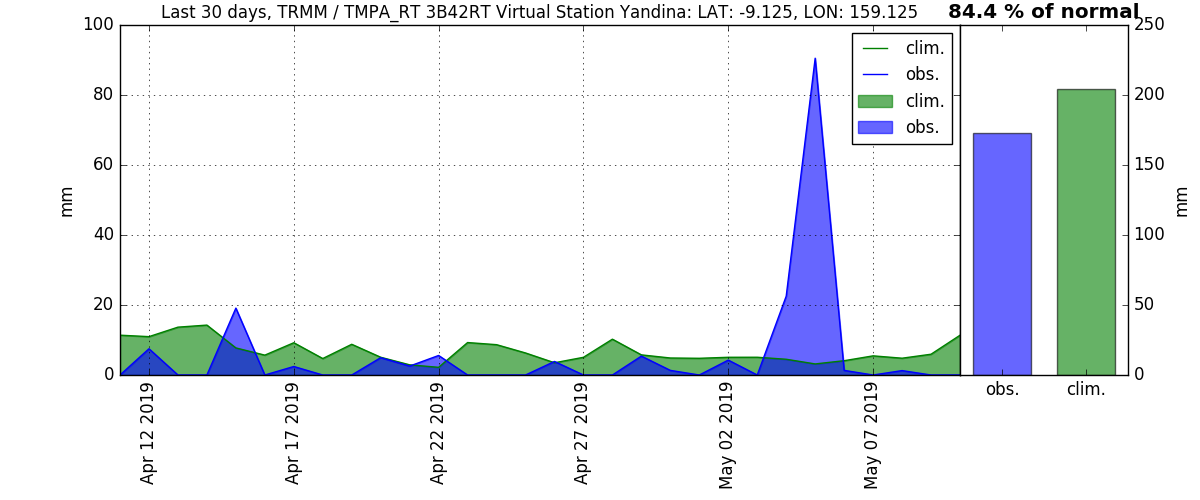 Last 30 days, TRMM / TMPA_RT 3B42RT Virtual Station Yandina: LAT: -9.125, LON: 159.125
84.4 % of normal
100
80
60
40
20
0
mm
clim.
obs.
clim.
obs.
250
200
150
100
50
0
mm
Apr 12 2019
Apr 17 2019
Apr 22 2019
Apr 27 2019
May 02 2019
May 07 2019
obs.
clim.